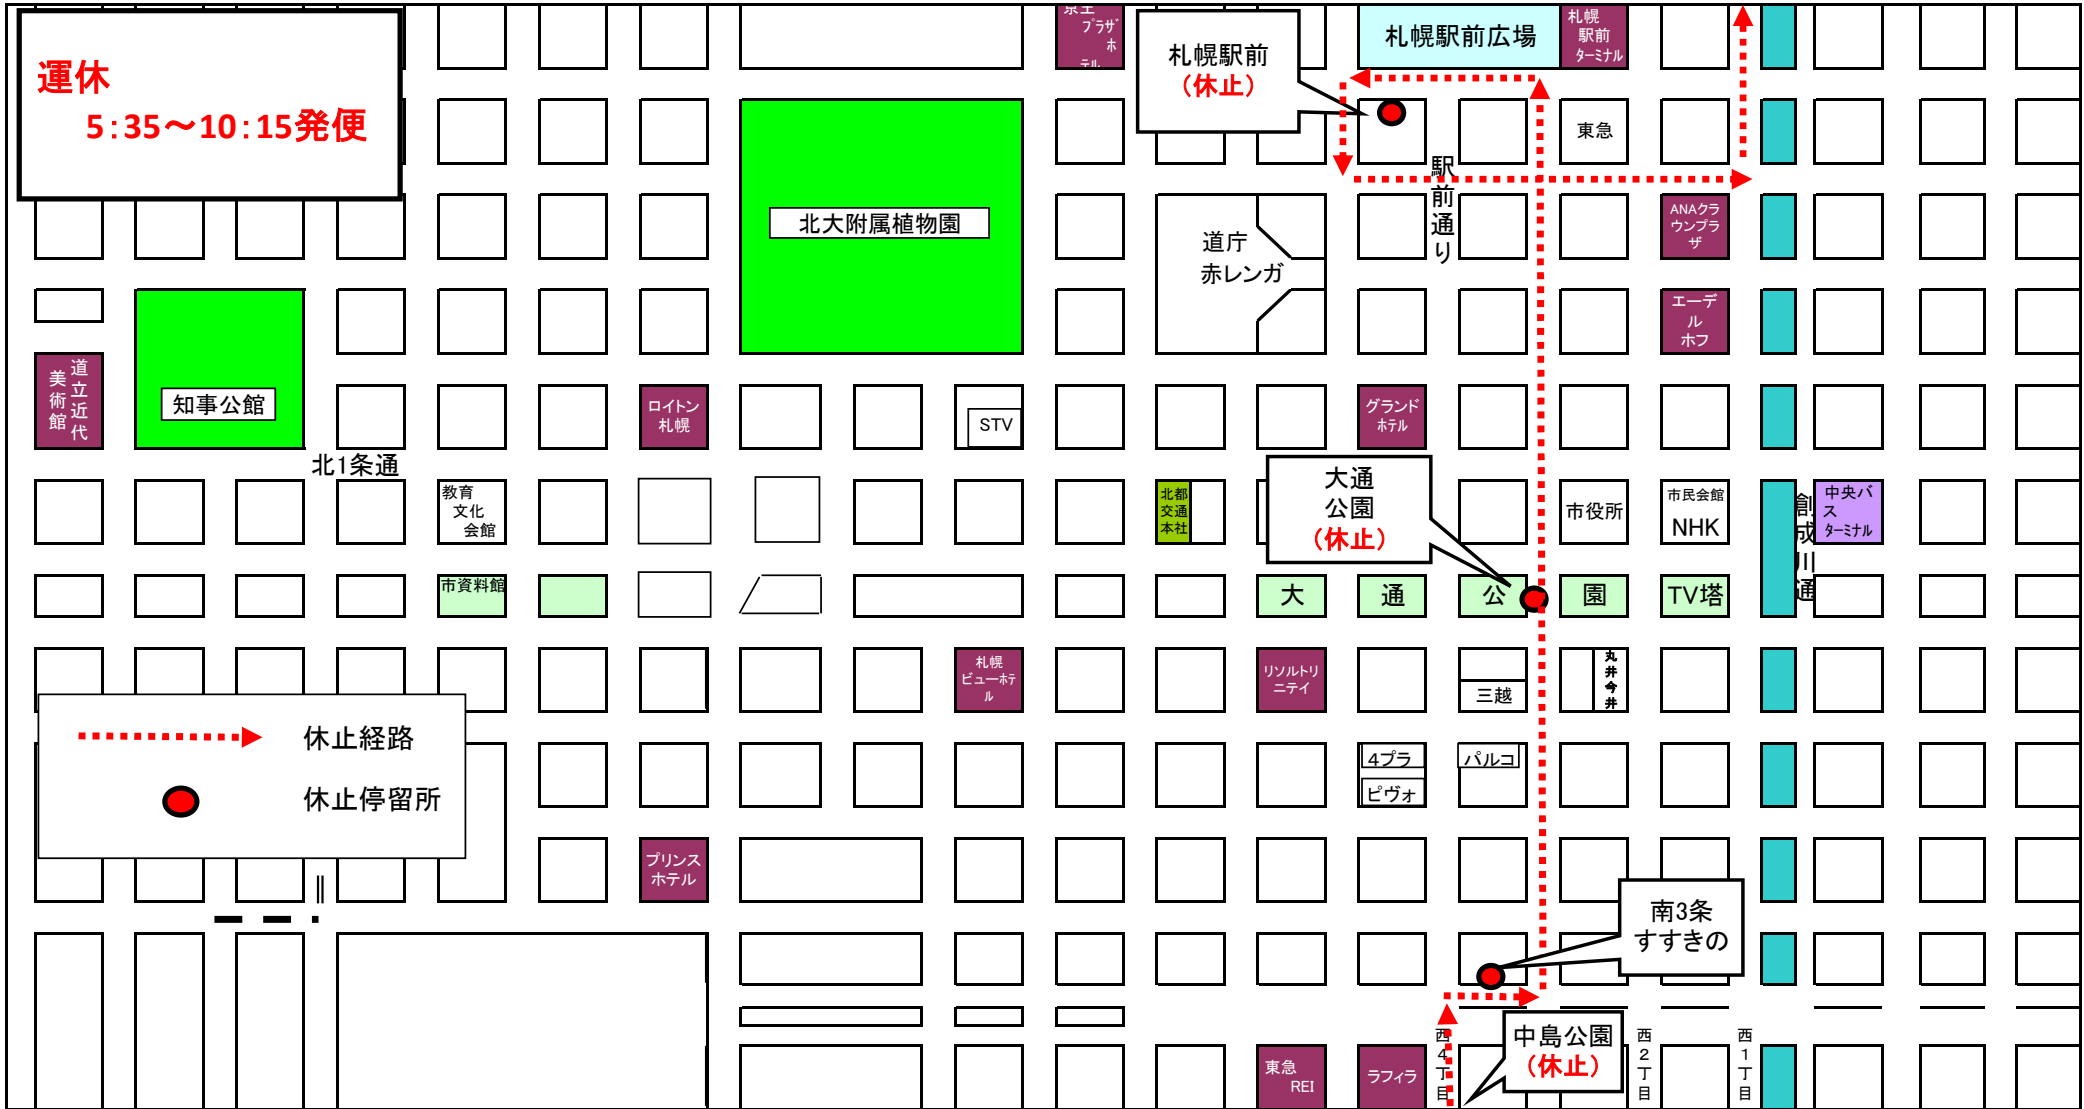 運休
5:35～10:15発便
京王
プラザ
ホ
テル
札幌駅前
(休止)
札幌駅前広場
札幌
駅前
ターミナル
東急
駅前通り
北大附属植物園
道庁
赤レンガ
ANAクラ
ウンプラ
ザ
エーデ
ル
ホフ
道立近代
美術館
知事公館
ロイトン
札幌
STV
グランド
ホテル
北1条通
教育
文化
会館
北都
交通
本社
大通
公園
(休止)
市役所
市民会館
NHK
創成川通
中央バ
ス
ターミナル
市資料館
大
通
公
園
TV塔
札幌
ビューホテ
ル
リソルトリ
ニテイ
三越
丸井今井
休止経路
休止停留所
4プラ
ピヴォ
パルコ
プリンス
ホテル
南3条
すすきの
中島公園
(休止)
東急
REI
ラフィラ
西4丁目
西2丁目
西1丁目